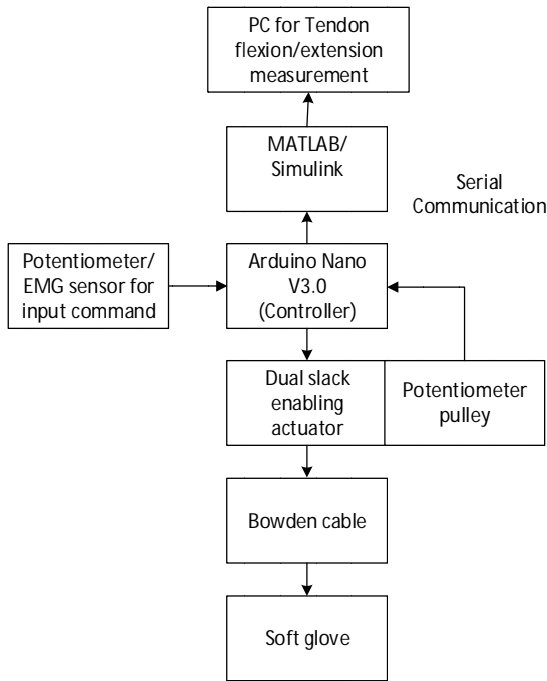 PC for Tendon
flexion/extension
measurement
MATLAB/
Simulink
Serial
Communication
Potentiometer/
EMG sensor for
input command
Arduino Nano
V3.0
(Controller)
Dual slack
enabling
actuator
Potentiometer
pulley
Bowden cable
Soft glove